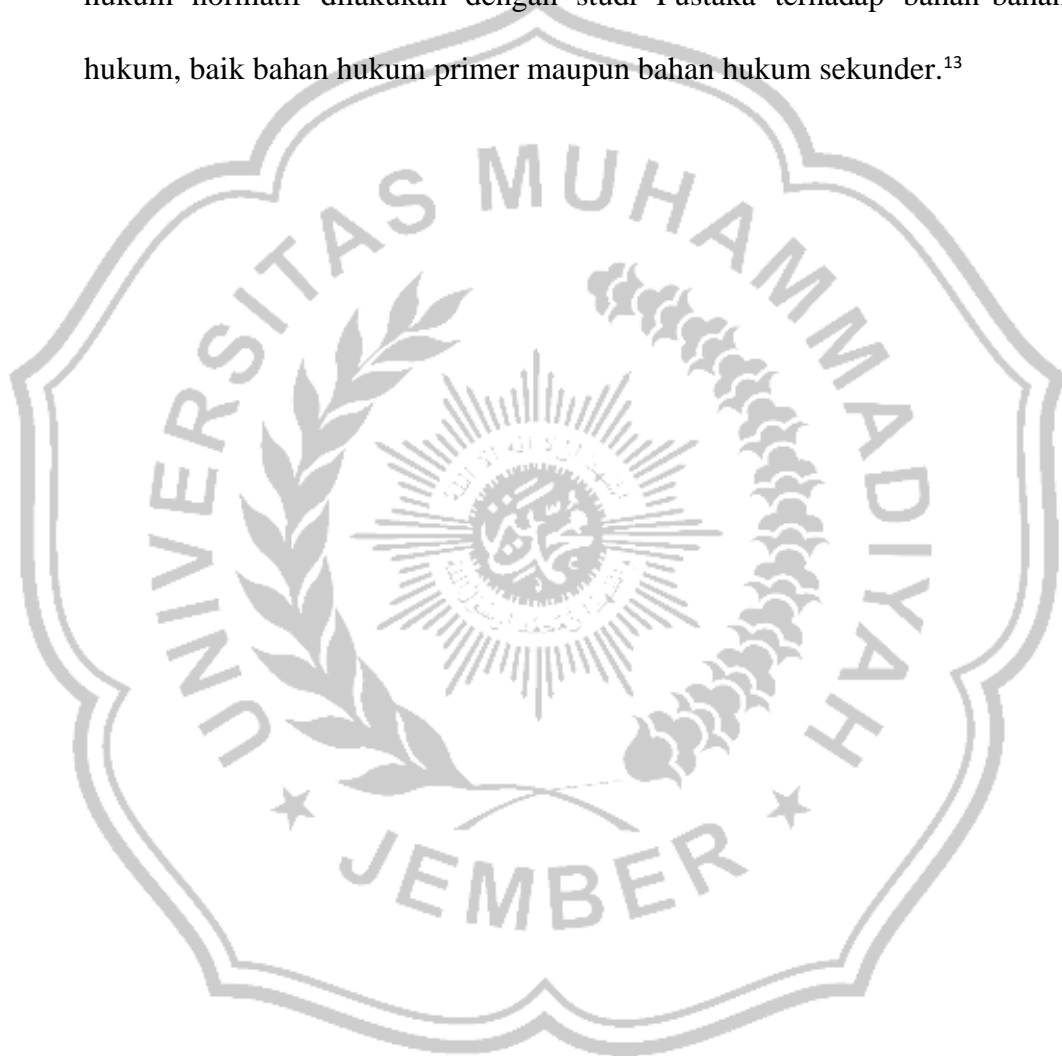 hukum normatif dilakukan dengan studi Pustaka terhadap bahan-bahan
hukum, baik bahan hukum primer maupun bahan hukum sekunder.13
UNIVERSITAS MUHAMMADIYAH
JEMBER